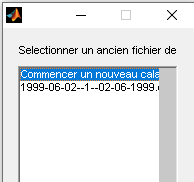 Selectionner un ancien fichier de
Commencer un nouveau cala
1999-06-02--1--02-06-1999.